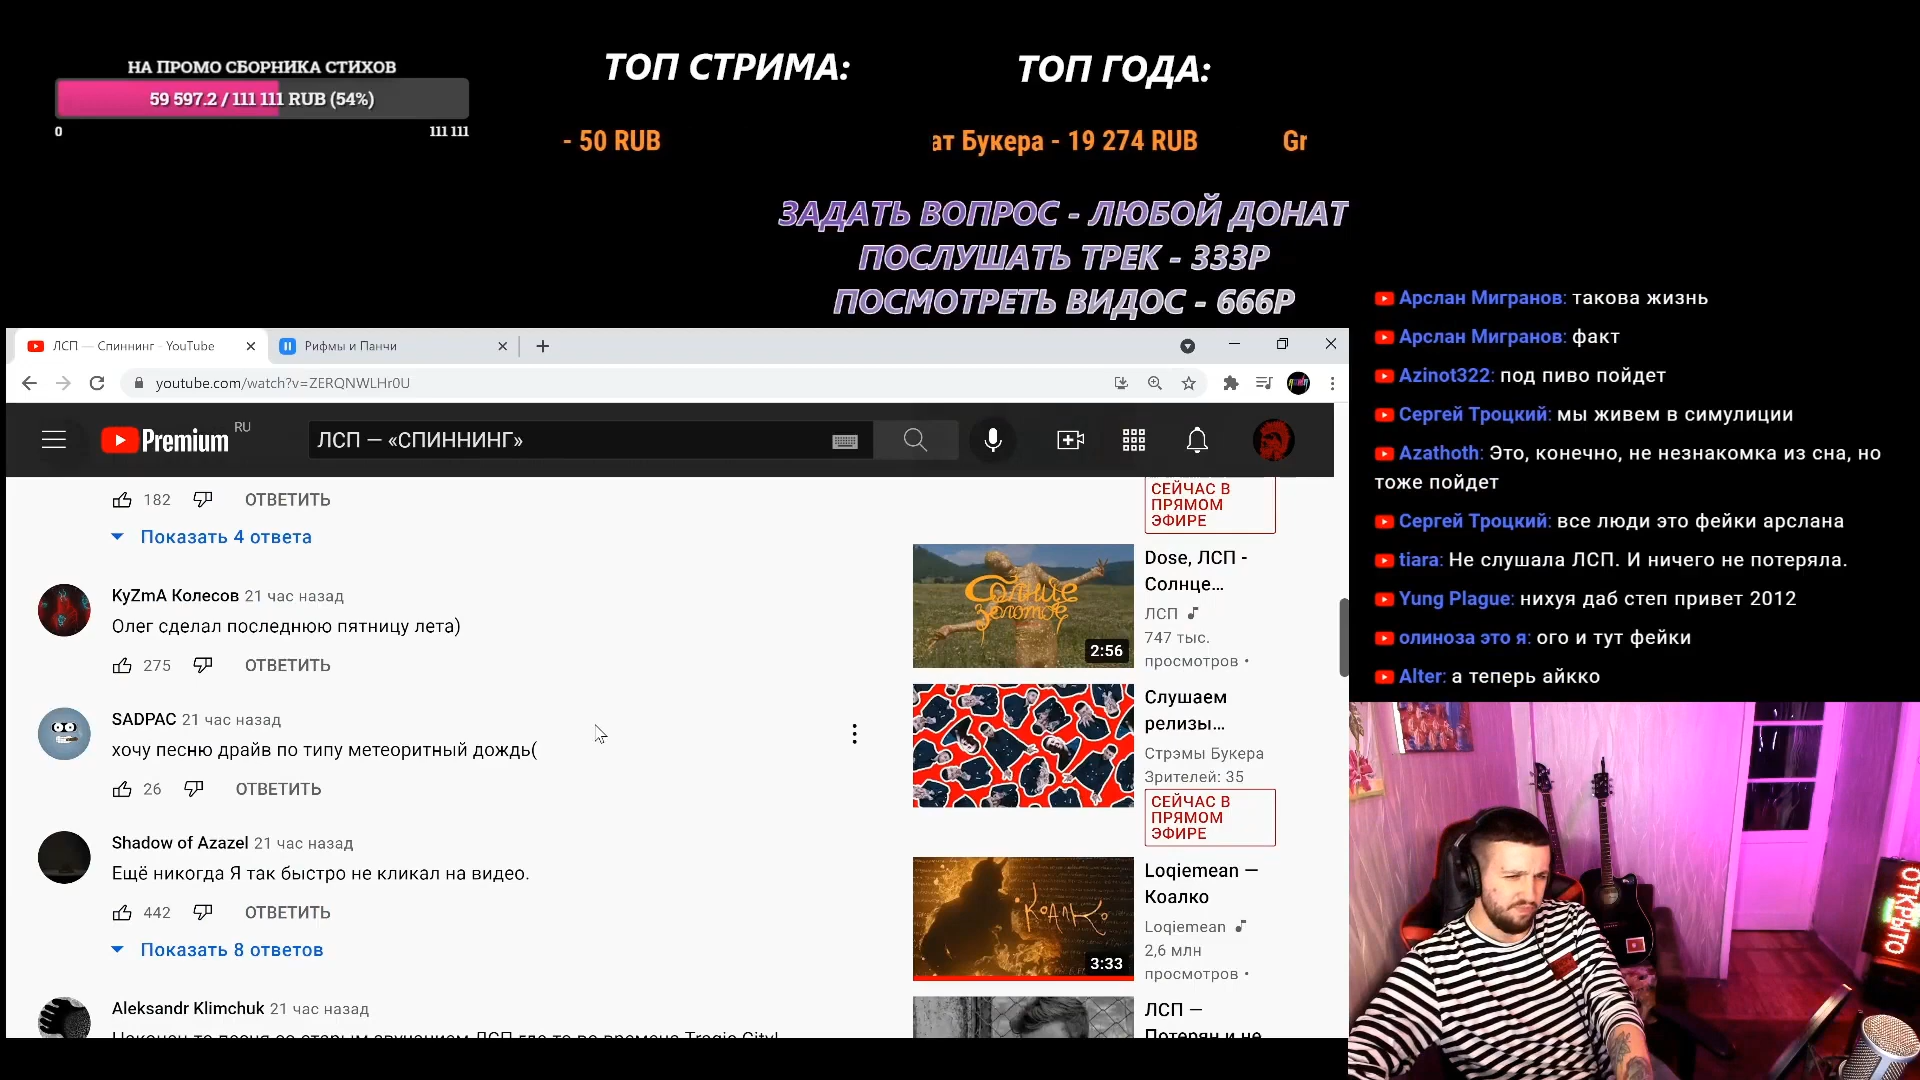 НА ПРОМО СБОРНИКА СТИХОВ
59 597.2 / 111 111 RUB (54%)
0
111 111
ТОП СТРИМА:
ТОП ГОДА:
- 50 RUB
ат Букера - 19 274 RUB
Gr
ЗАДАТЬ ВОПРОС - ЛЮБОЙ ДОНАТ
ПОСЛУШАТЬ ТРЕК - 333Р
ПОСМОТРЕТЬ ВИДОС - 666Р
ЛСП — Спиннинг - YouTube
Рифмы и Панчи
youtube.com/watch?v=ZERQNWLHr0U
Premium RU
ЛСП — «СПИННИНГ»
182
ОТВЕТИТЬ
Показать 4 ответа
KyZmA Колесов 21 час назад
Олег сделал последнюю пятницу лета)
275
ОТВЕТИТЬ
SADPAC 21 час назад
хочу песню драйв по типу метеоритный дождь(
26
ОТВЕТИТЬ
Shadow of Azazel 21 час назад
Ещё никогда Я так быстро не кликал на видео.
442
ОТВЕТИТЬ
Показать 8 ответов
Aleksandr Klimchuk 21 час назад
СЕЙЧАС В
ПРЯМОМ
ЭФИРЕ
Солнце
золотое
2:56
Dose, ЛСП -
Солнце...
ЛСП
747 тыс.
просмотров •
Слушаем
релизы...
Стрэмы Букера
Зрителей: 35
СЕЙЧАС В
ПРЯМОМ
ЭФИРЕ
КОАЛКО
3:33
Loqiemean —
Коалко
Loqiemean
2,6 млн
просмотров •
ЛСП —
Потерян и не
Арслан Мигранов: такова жизнь
Арслан Мигранов: факт
Azinot322: под пиво пойдет
Сергей Троцкий: мы живем в симулиции
Azathoth: Это, конечно, не незнакомка из сна, но
тоже пойдет
Сергей Троцкий: все люди это фейки арслана
tiara: Не слушала ЛСП. И ничего не потеряла.
Yung Plague: нихуя даб степ привет 2012
олиноза это я: ого и тут фейки
Alter: а теперь айкко
ОТКРЫТО